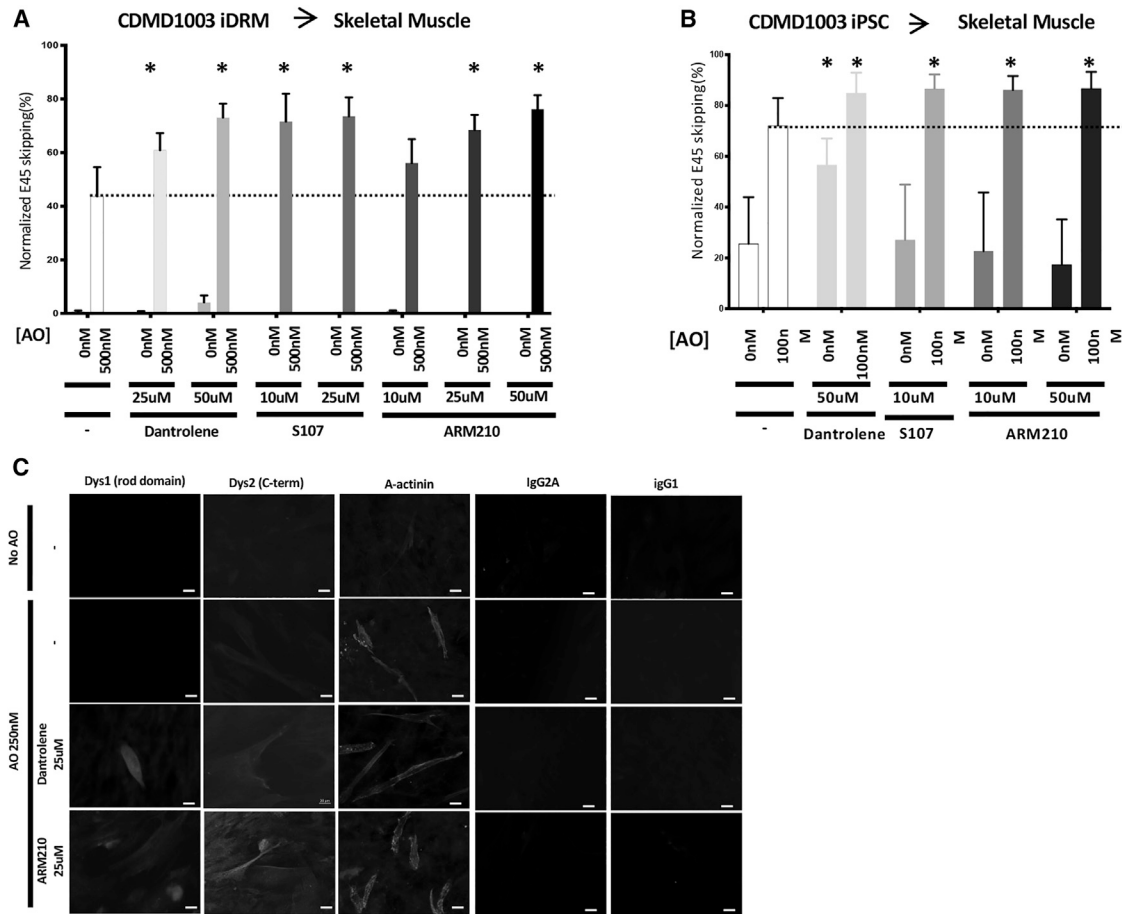 A
CDMD1003 iDRM → Skeletal Muscle
Normalized E45 skipping(%)
100
80
60
40
20
0
* * * * * *
[AO] 0nM 500nM 0nM 500nM 0nM 500nM 0nM 500nM 0nM 500nM 0nM 500nM 0nM 500nM 0nM 500nM
25uM 50uM 10uM 25uM 10uM 25uM 50uM
- Dantrolene S107 ARM210
B
CDMD1003 iPSC → Skeletal Muscle
Normalized E45 skipping(%)
100
80
60
40
20
0
* * * * *
[AO] 0nM 100n M 0nM 100nM 0nM 100n M 0nM 100n M 0nM 100n M
50uM 10uM 10uM 50uM
- Dantrolene S107 ARM210
C
Dys1 (rod domain) Dys2 (C-term) A-actinin IgG2A igG1
No AO
-
AO 250nM
-
Dantrolene
25uM
ARM210
25uM